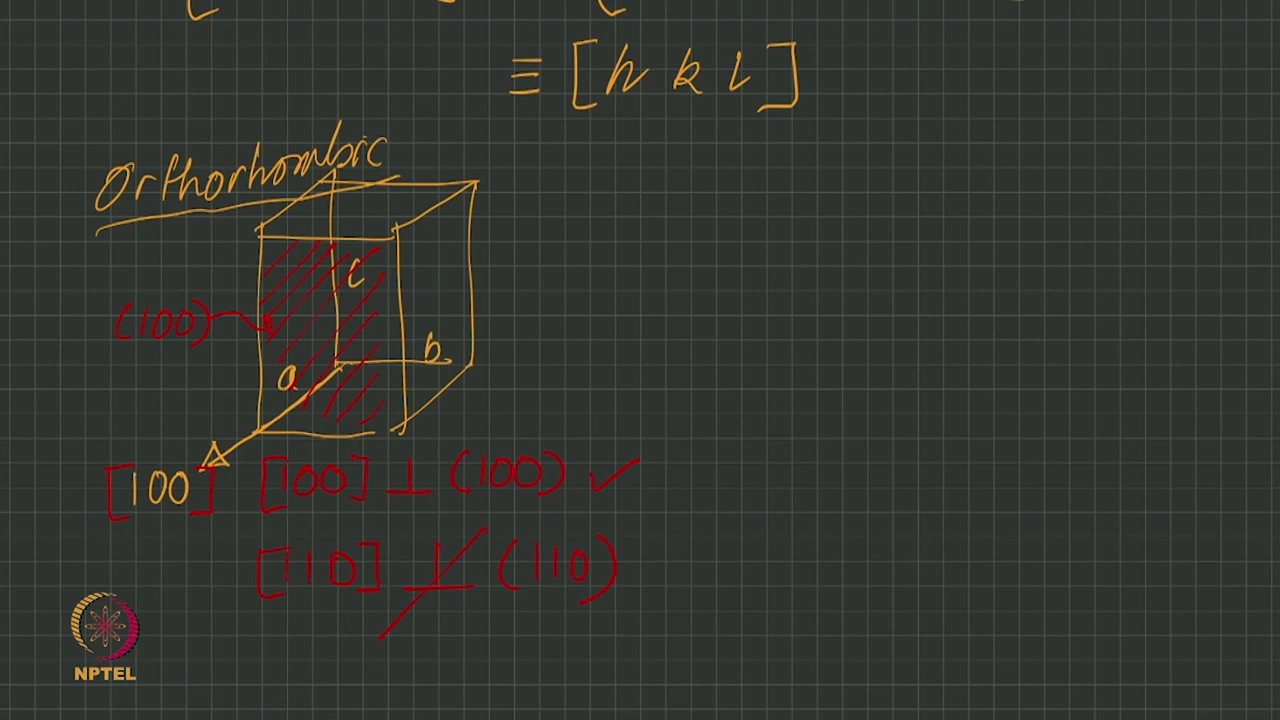 ≡ [h k l]
Orthorhombic
c
(100)
b
a
[100] [100] ⊥ (100) ✓
[110] ⊥̸ (110)
NPTEL